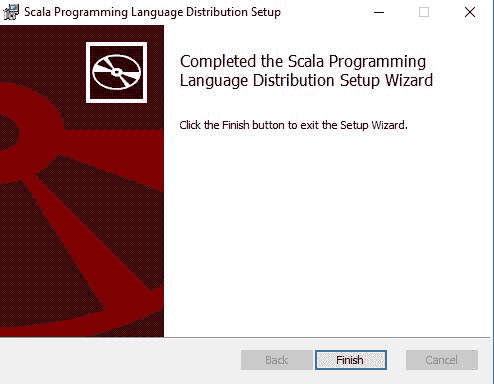 Scala Programming Language Distribution Setup
Completed the Scala Programming
Language Distribution Setup Wizard
Click the Finish button to exit the Setup Wizard.
Back
Finish
Cancel